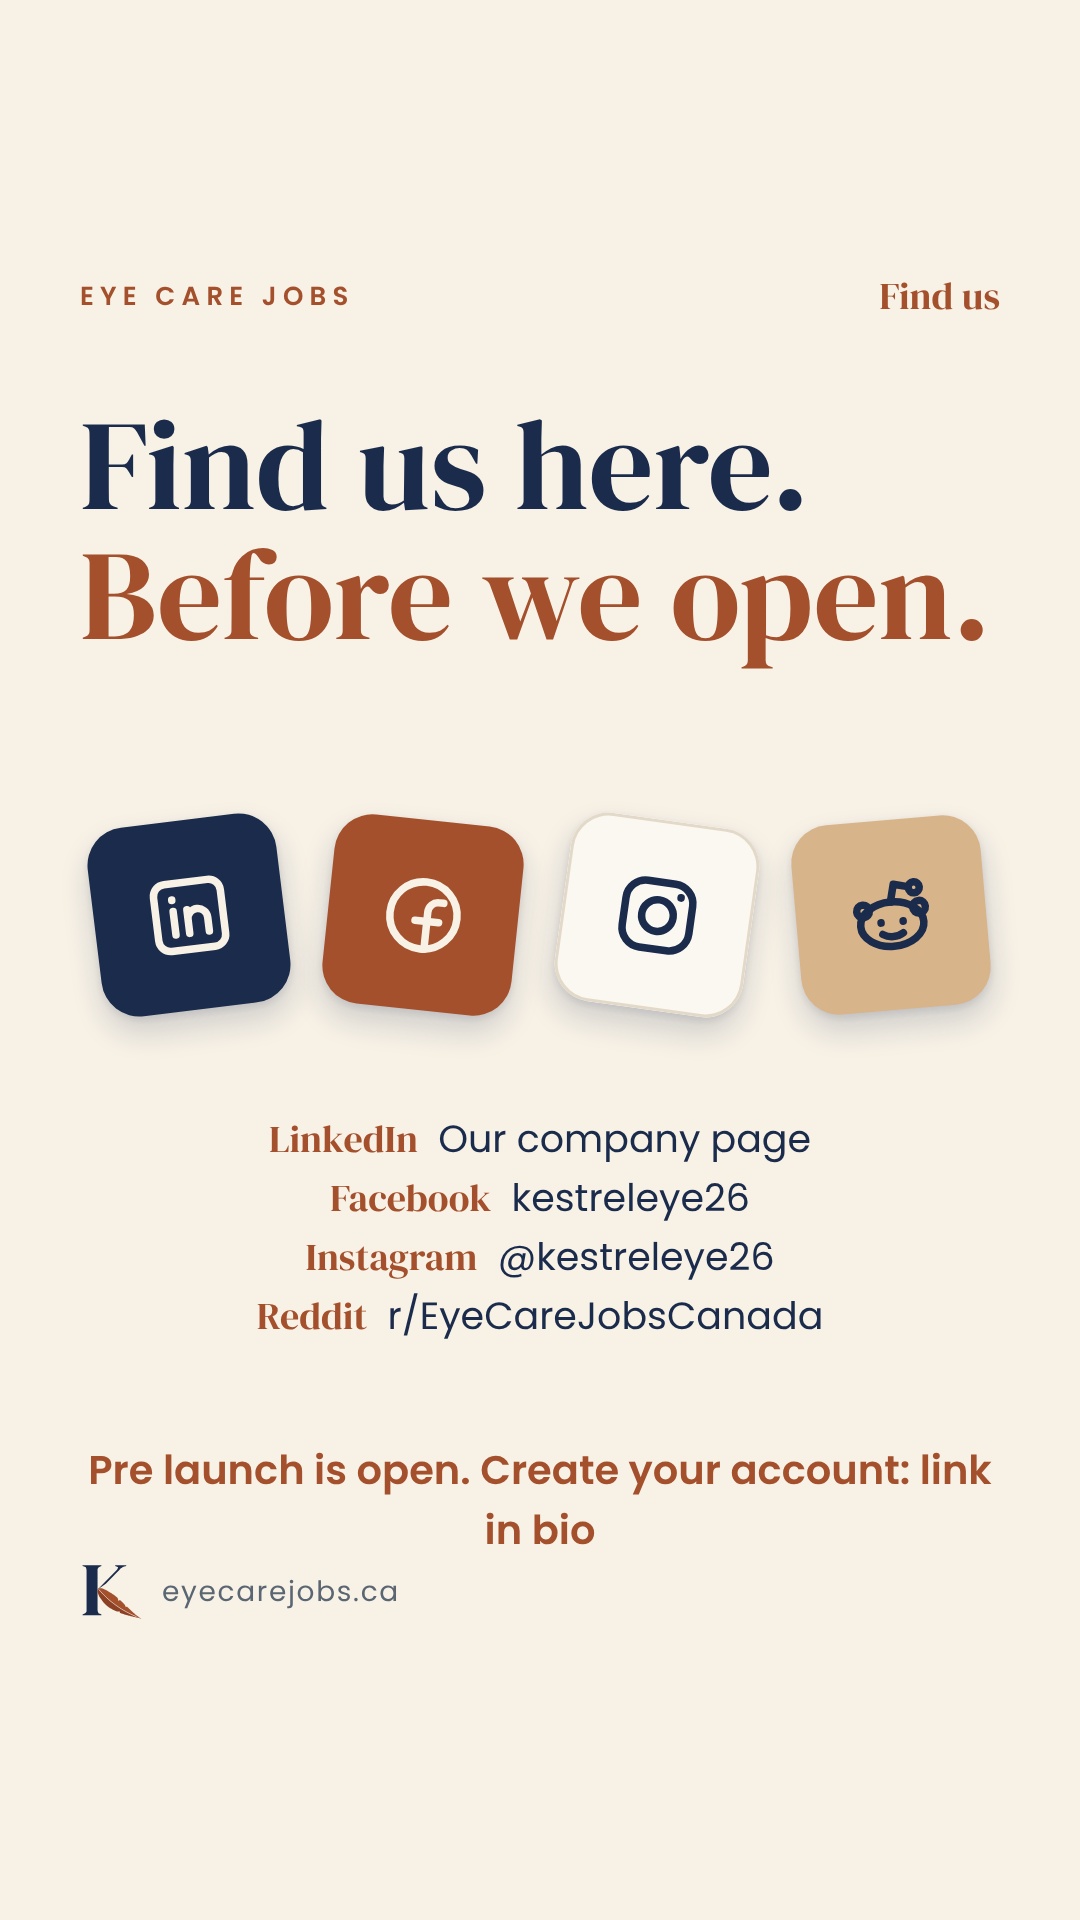 EYE CARE JOBS
Find us
Find us here.
Before we open.
in
f
LinkedIn Our company page
Facebook kestreleye26
Instagram @kestreleye26
Reddit r/EyeCareJobsCanada
Pre launch is open. Create your account: link
in bio
K eyecarejobs.ca